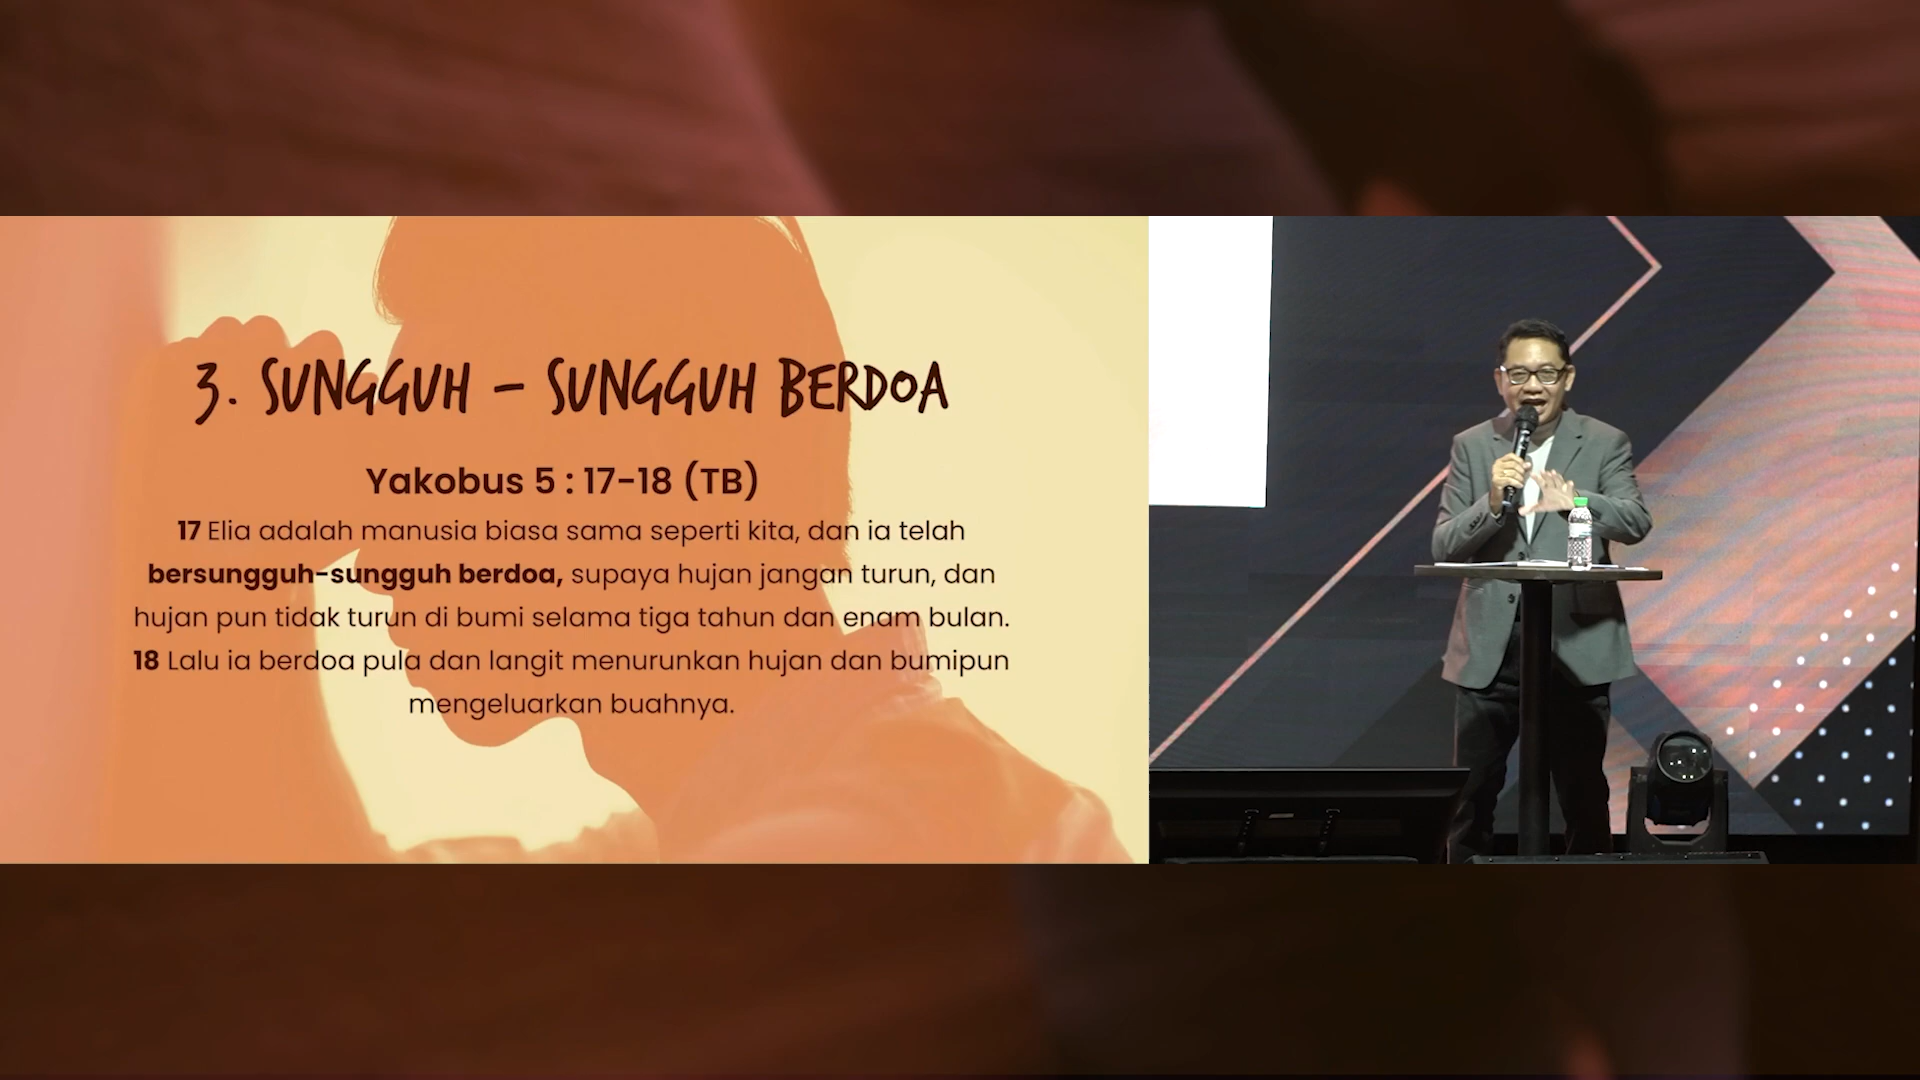 3. SUNGGUH – SUNGGUH BERDOA
Yakobus 5 : 17-18 (TB)
17 Elia adalah manusia biasa sama seperti kita, dan ia telah
bersungguh-sungguh berdoa, supaya hujan jangan turun, dan
hujan pun tidak turun di bumi selama tiga tahun dan enam bulan.
18 Lalu ia berdoa pula dan langit menurunkan hujan dan bumipun
mengeluarkan buahnya.